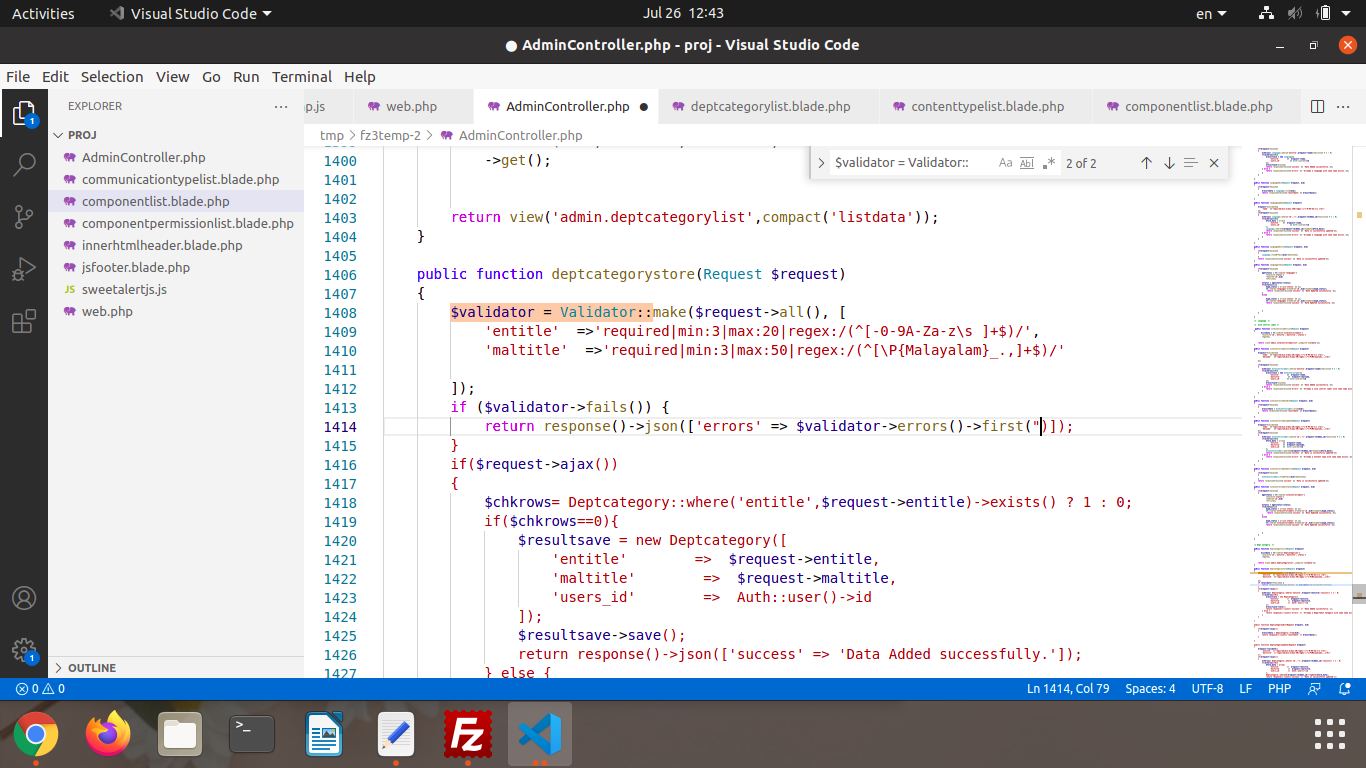 Activities
Visual Studio Code
Jul 26 12:43
en
● AdminController.php - proj - Visual Studio Code
File Edit Selection View Go Run Terminal Help
EXPLORER
PROJ
AdminController.php
communicationtypelist.blade.php
componentlist.blade.php
componentpermissionlist.blade.php
innerhtmlheader.blade.php
jsfooter.blade.php
JS sweetalertjs.js
web.php
OUTLINE
web.php
AdminController.php ●
deptcategorylist.blade.php
contenttypelist.blade.php
componentlist.blade.php
tmp > fz3temp-2 > AdminController.php
$validator = Validator::
Aa Abl .*
2 of 2
1400 ->get();
1401
1402
1403 return view('admin.deptcategorylist',compact('listdata'));
1404 }
1405
1406 public function deptcategorystore(Request $request)
1407 {
1408 $validator = Validator::make($request->all(), [
1409 'entitle' =>'required|min:3|max:20|regex:/(^[-0-9A-Za-z\s ]+$)/',
1410 'maltitle' =>'required|min:3|max:50|regex:/(^[\P{Malayalam}_.,]+$)/'
1411
1412 ]);
1413 if ($validator->fails()) {
1414 return response()->json(['errors' => $validator->errors()->first(")]);
1415 }
1416 if($request->ajax())
1417 {
1418 $chkrows= Deptcategory::where('entitle',$request->entitle)->exists() ? 1 : 0;
1419 if($chkrows==0){
1420 $resultsave = new Deptcategory([
1421 'entitle' => $request->entitle,
1422 'maltitle' => $request->maltitle,
1423 'users_id' => Auth::user()->id
1424 ]);
1425 $resultsave->save();
1426 return response()->json(['success' => 'Data Added successfully.']);
1427 } else {
0 0
Ln 1414, Col 79 Spaces: 4 UTF-8 LF PHP